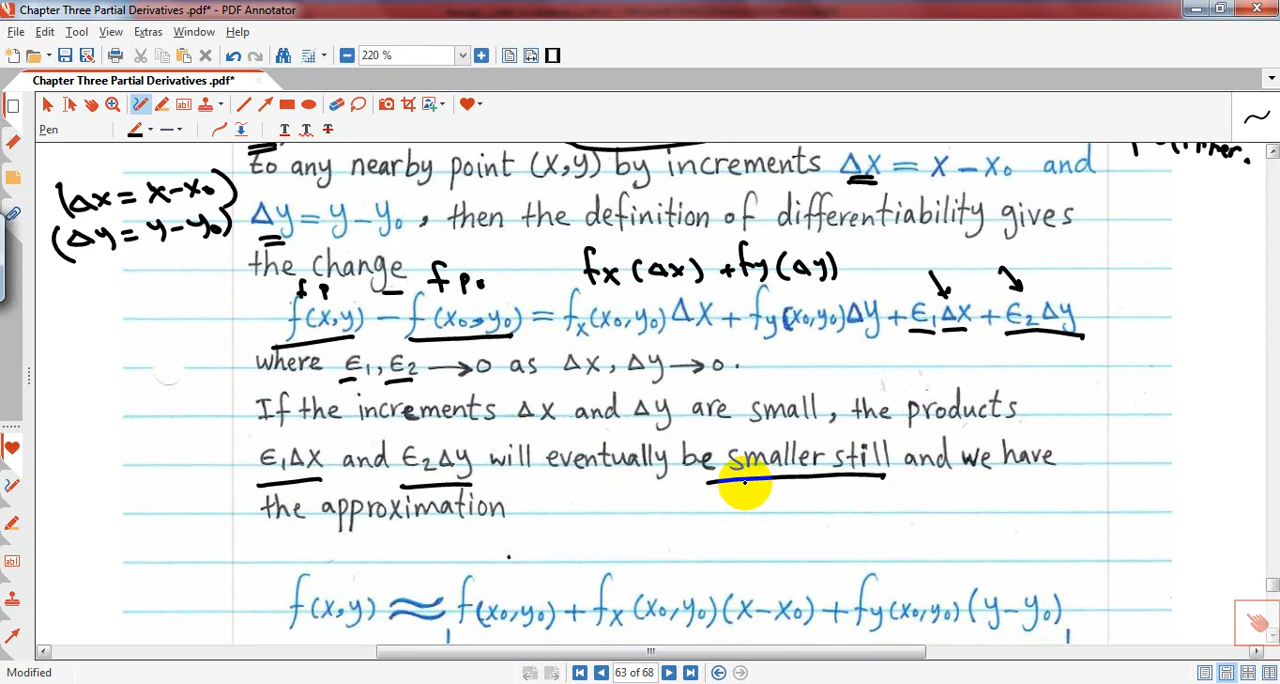 Chapter Three Partial Derivatives.pdf* - PDF Annotator
File Edit Tool View Extras Window Help
220 %
Chapter Three Partial Derivatives .pdf*
Pen
to any nearby point (x,y) by increments Δx = x-x₀ and
(Δx = x-x₀)
(Δy = y-y₀)
Δy = y-y₀, then the definition of differentiability gives
the change
fx (Δx) + fy (Δy)
f P
f P₀
f(x,y) - f(x₀,y₀) = fx(x₀,y₀)Δx + fy(x₀,y₀)Δy + ϵ₁Δx + ϵ₂Δy
where ϵ₁,ϵ₂ → 0 as Δx, Δy → 0.
If the increments Δx and Δy are small, the products
ϵ₁Δx and ϵ₂Δy will eventually be smaller still and we have
the approximation
f(x,y) ≈ f(x₀,y₀) + fx(x₀,y₀)(x-x₀) + fy(x₀,y₀)(y-y₀)
Modified
63 of 68